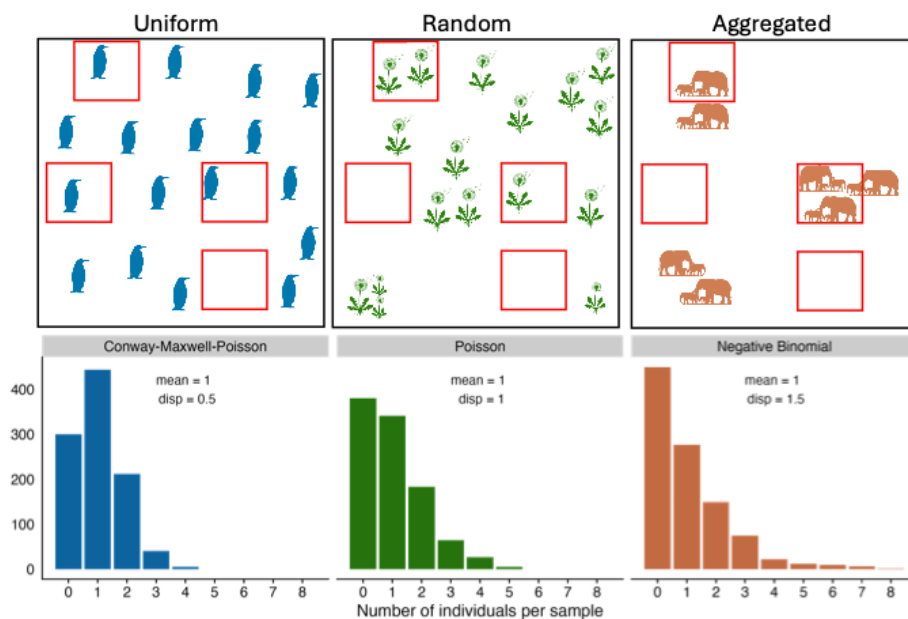 Uniform Random Aggregated
Conway-Maxwell-Poisson Poisson Negative Binomial
mean = 1 mean = 1 mean = 1
disp = 0.5 disp = 1 disp = 1.5
400
300
200
100
0
0 1 2 3 4 5 6 7 8 0 1 2 3 4 5 6 7 8 0 1 2 3 4 5 6 7 8
Number of individuals per sample